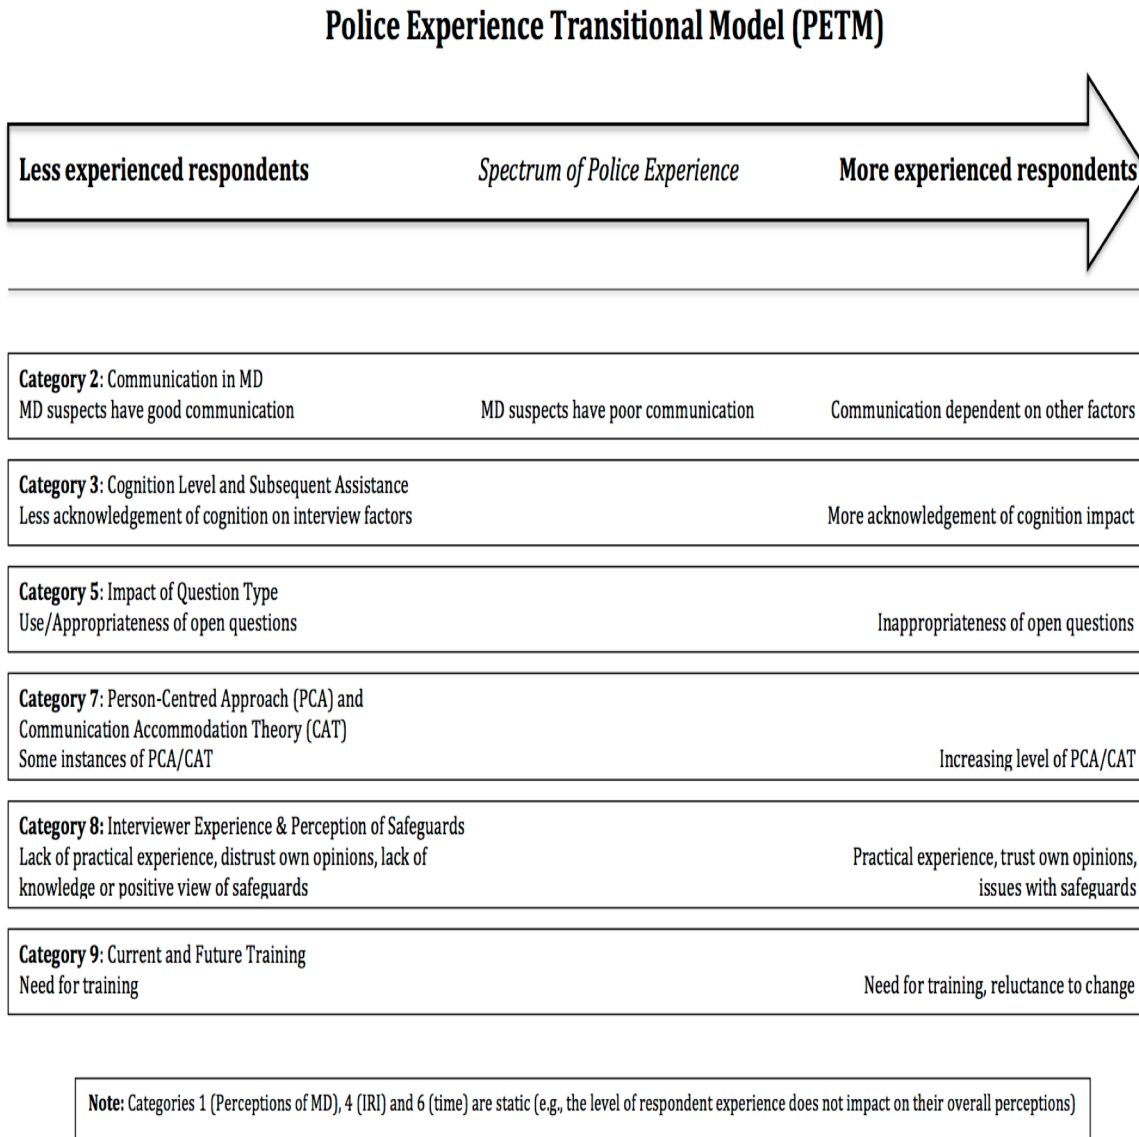 Police Experience Transitional Model (PETM)
Less experienced respondents Spectrum of Police Experience More experienced respondents
Category 2: Communication in MD
MD suspects have good communication MD suspects have poor communication Communication dependent on other factors
Category 3: Cognition Level and Subsequent Assistance
Less acknowledgement of cognition on interview factors More acknowledgement of cognition impact
Category 5: Impact of Question Type
Use/Appropriateness of open questions Inappropriateness of open questions
Category 7: Person-Centred Approach (PCA) and
Communication Accommodation Theory (CAT)
Some instances of PCA/CAT Increasing level of PCA/CAT
Category 8: Interviewer Experience & Perception of Safeguards
Lack of practical experience, distrust own opinions, lack of Practical experience, trust own opinions,
knowledge or positive view of safeguards issues with safeguards
Category 9: Current and Future Training
Need for training Need for training, reluctance to change
Note: Categories 1 (Perceptions of MD), 4 (IRI) and 6 (time) are static (e.g., the level of respondent experience does not impact on their overall perceptions)